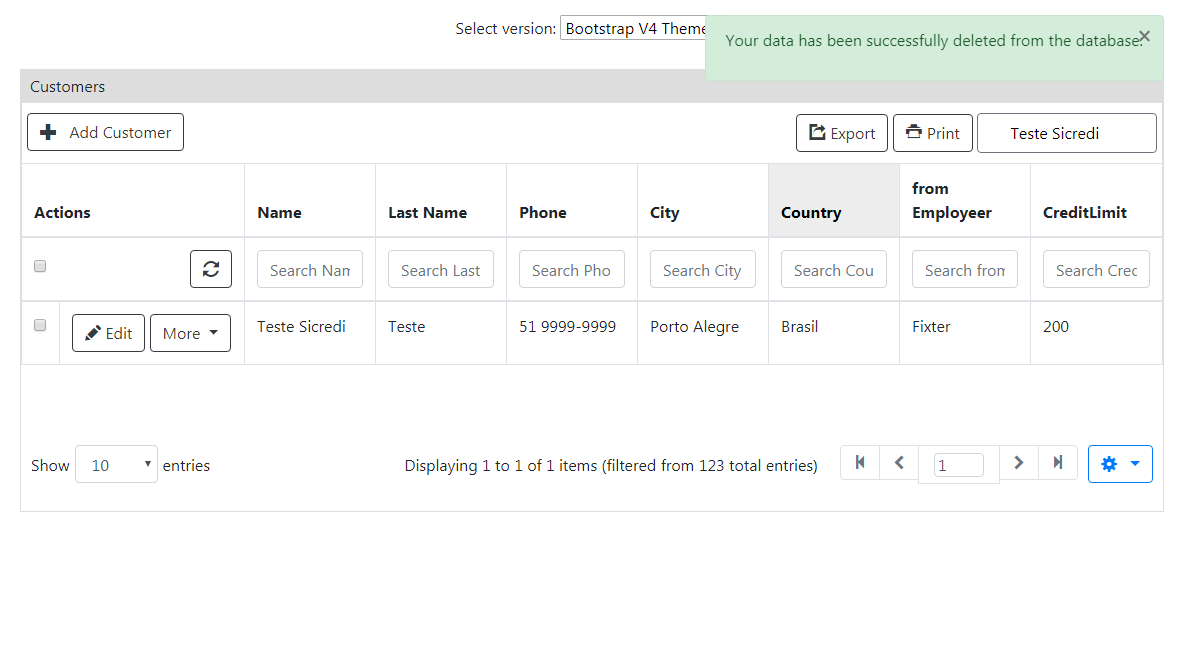 Select version: Bootstrap V4 Theme
Your data has been successfully deleted from the database.
×
Customers
Add Customer
Export
Print
Teste Sicredi
Actions
Name
Last Name
Phone
City
Country
from
Employeer
CreditLimit
Search Nam
Search Last
Search Pho
Search City
Search Cou
Search from
Search Crec
Edit
More
Teste Sicredi
Teste
51 9999-9999
Porto Alegre
Brasil
Fixter
200
Show 10 entries
Displaying 1 to 1 of 1 items (filtered from 123 total entries)
1